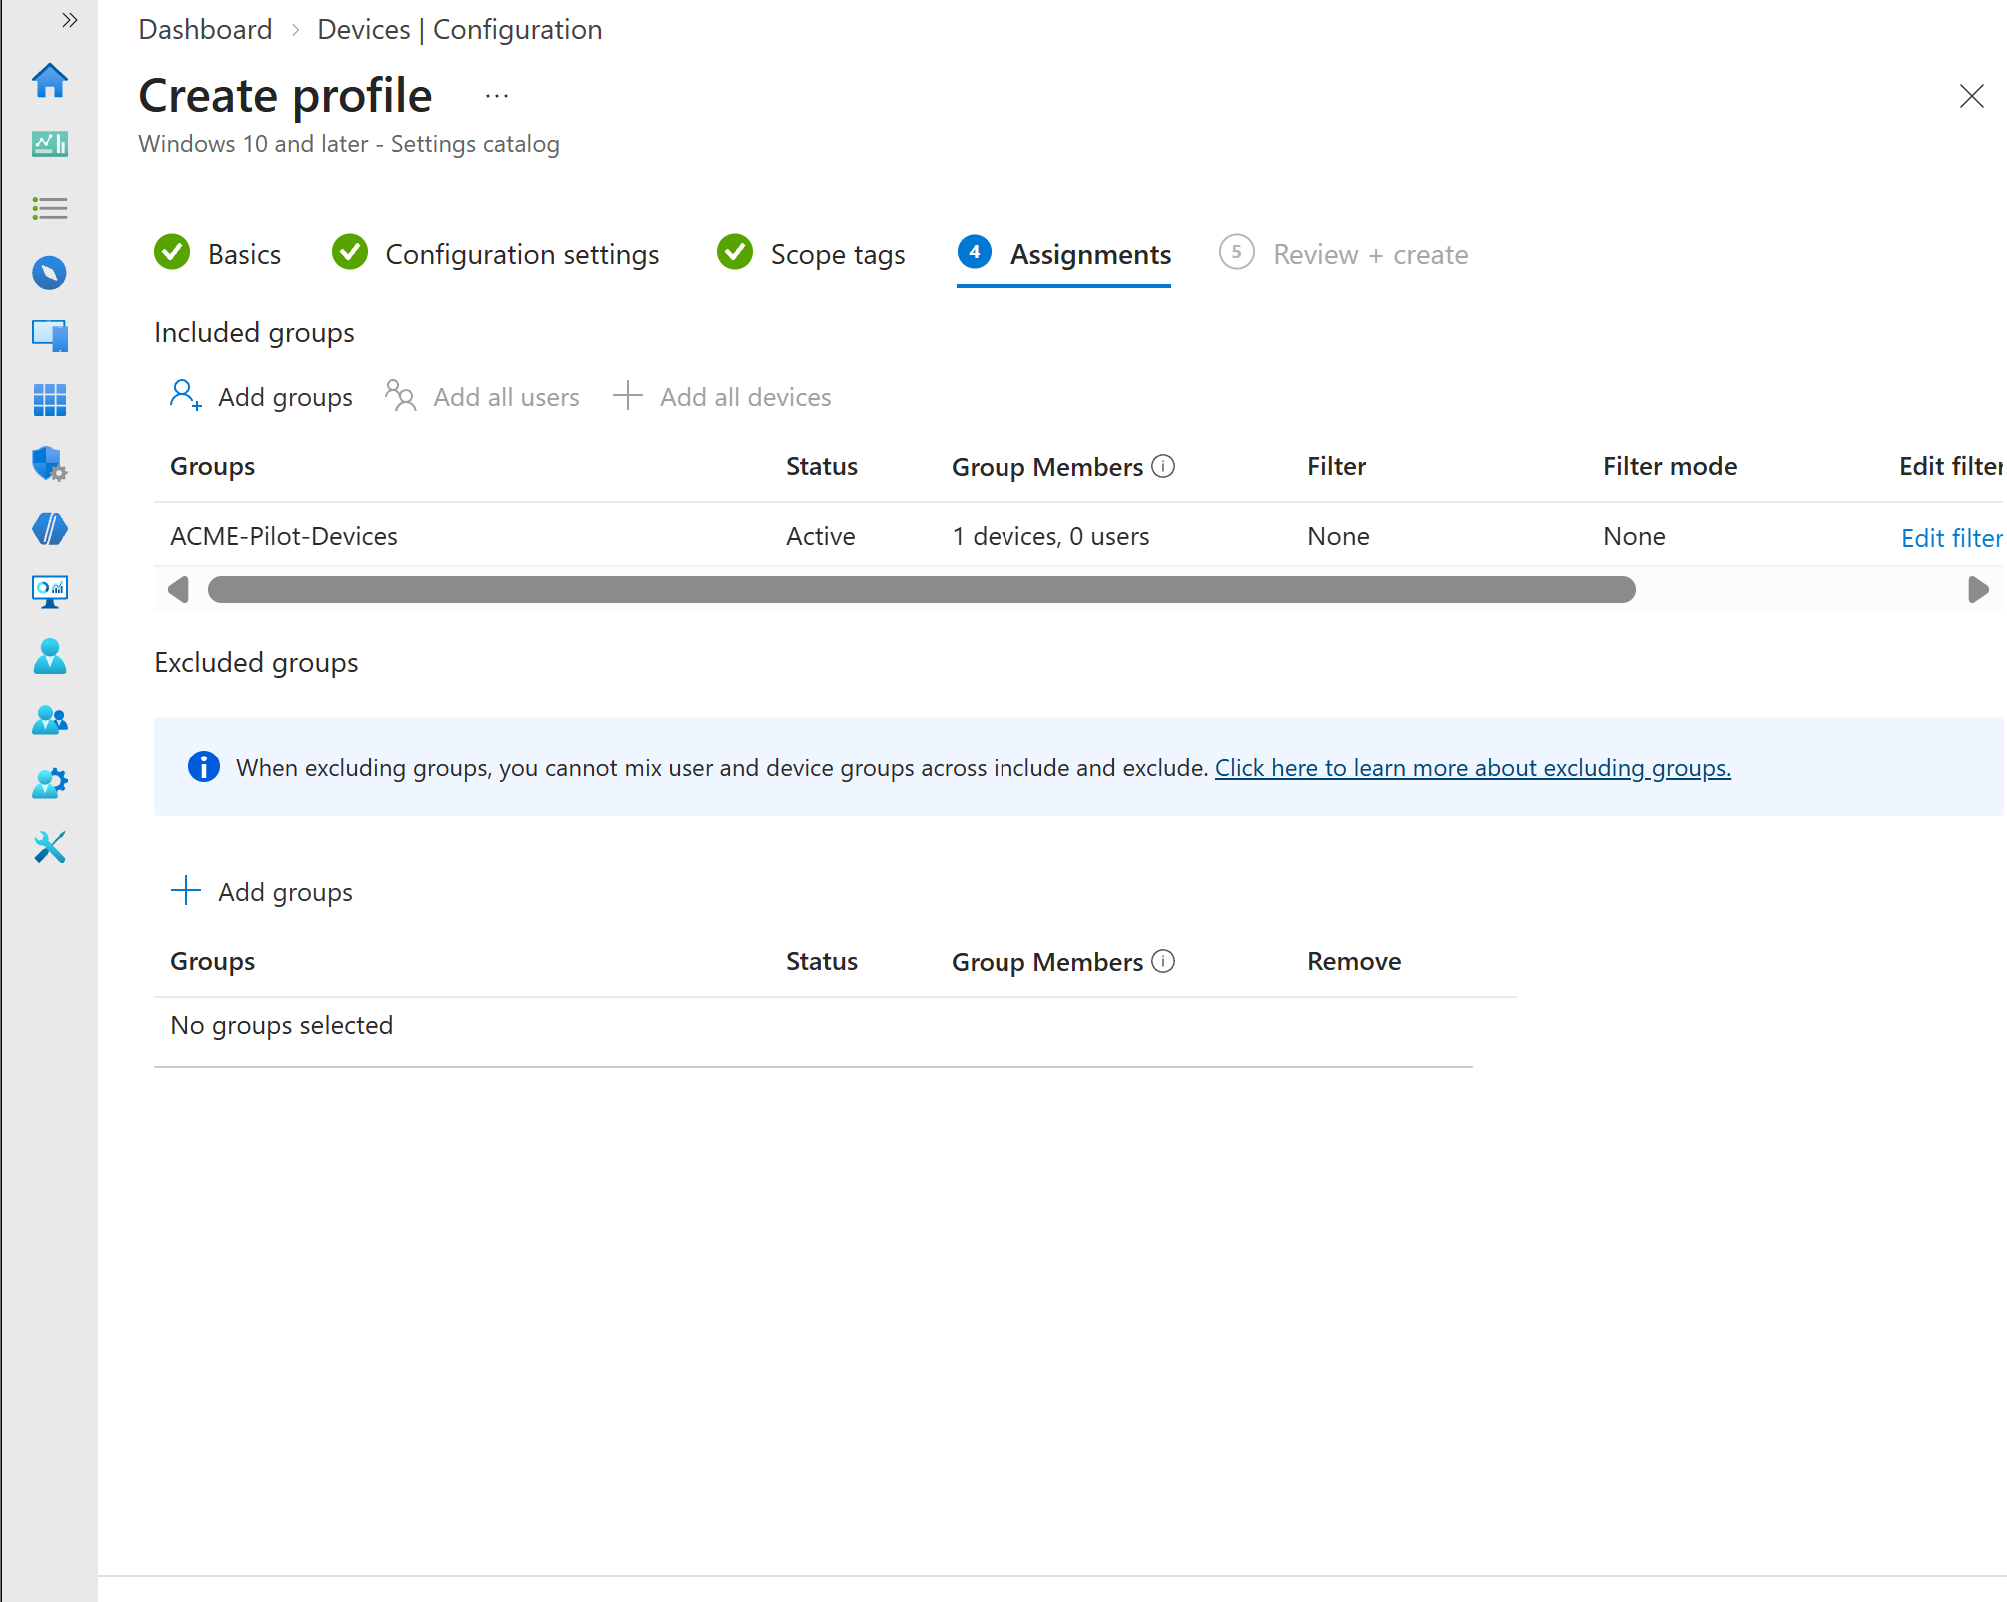 Dashboard > Devices | Configuration
Create profile ...
Windows 10 and later - Settings catalog
Basics Configuration settings Scope tags 4 Assignments 5 Review + create
Included groups
Add groups Add all users Add all devices
Groups Status Group Members Filter Filter mode Edit filter
ACME-Pilot-Devices Active 1 devices, 0 users None None Edit filter
Excluded groups
When excluding groups, you cannot mix user and device groups across include and exclude. Click here to learn more about excluding groups.
Add groups
Groups Status Group Members Remove
No groups selected